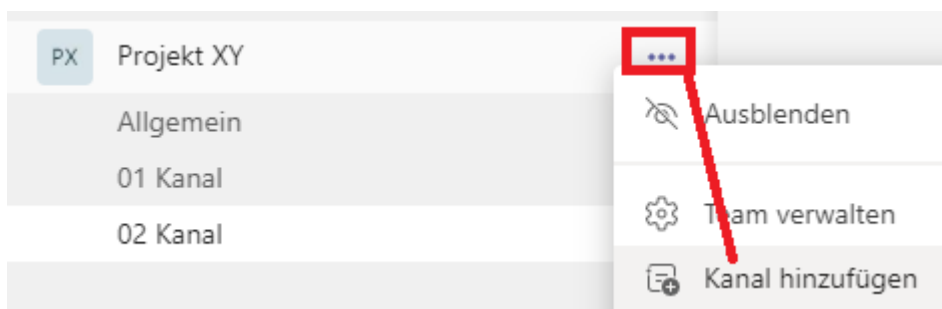 PX Projekt XY
Allgemein
01 Kanal
02 Kanal
Ausblenden
Team verwalten
Kanal hinzufügen